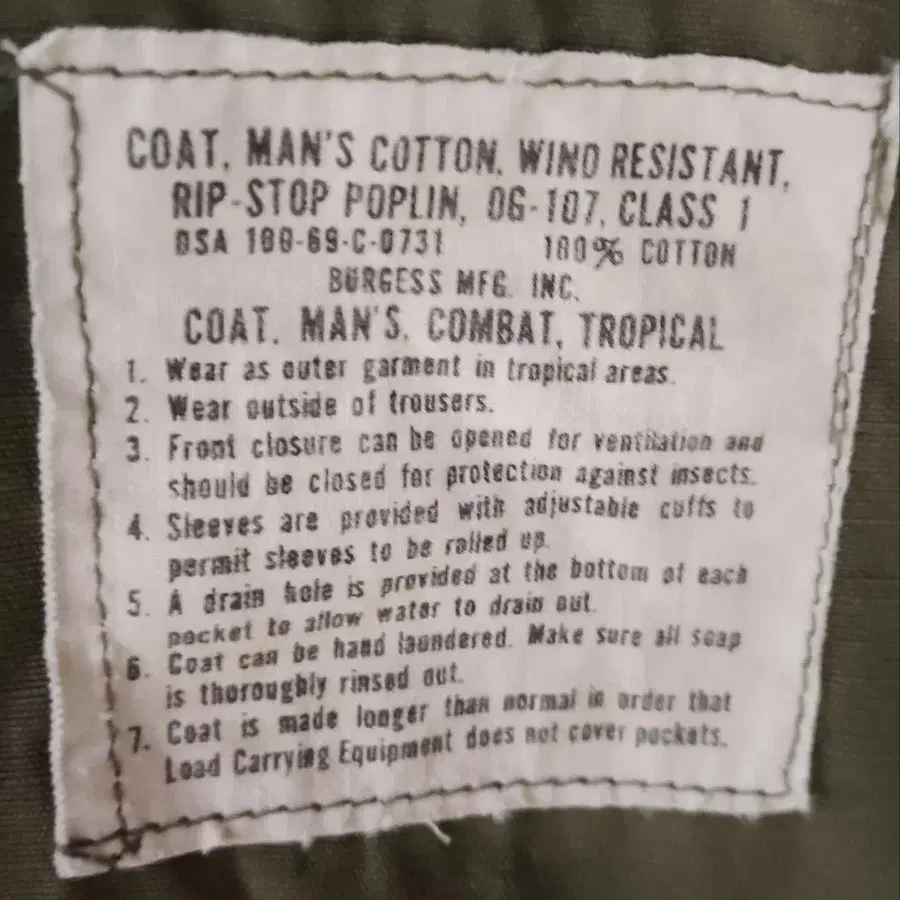 COAT, MAN'S COTTON, WIND RESISTANT,
RIP-STOP POPLIN, OG-107, CLASS 1
DSA 100-69-C-0731 100% COTTON
BURGESS MFG. INC.
COAT, MAN'S, COMBAT, TROPICAL
1. Wear as outer garment in tropical areas.
2. Wear outside of trousers.
3. Front closure can be opened for ventilation and
should be closed for protection against insects.
4. Sleeves are provided with adjustable cuffs to
permit sleeves to be rolled up.
5. A drain hole is provided at the bottom of each
pocket to allow water to drain out.
6. Coat can be hand laundered. Make sure all soap
is thoroughly rinsed out.
7. Coat is made longer than normal in order that
Load Carrying Equipment does not cover pockets.